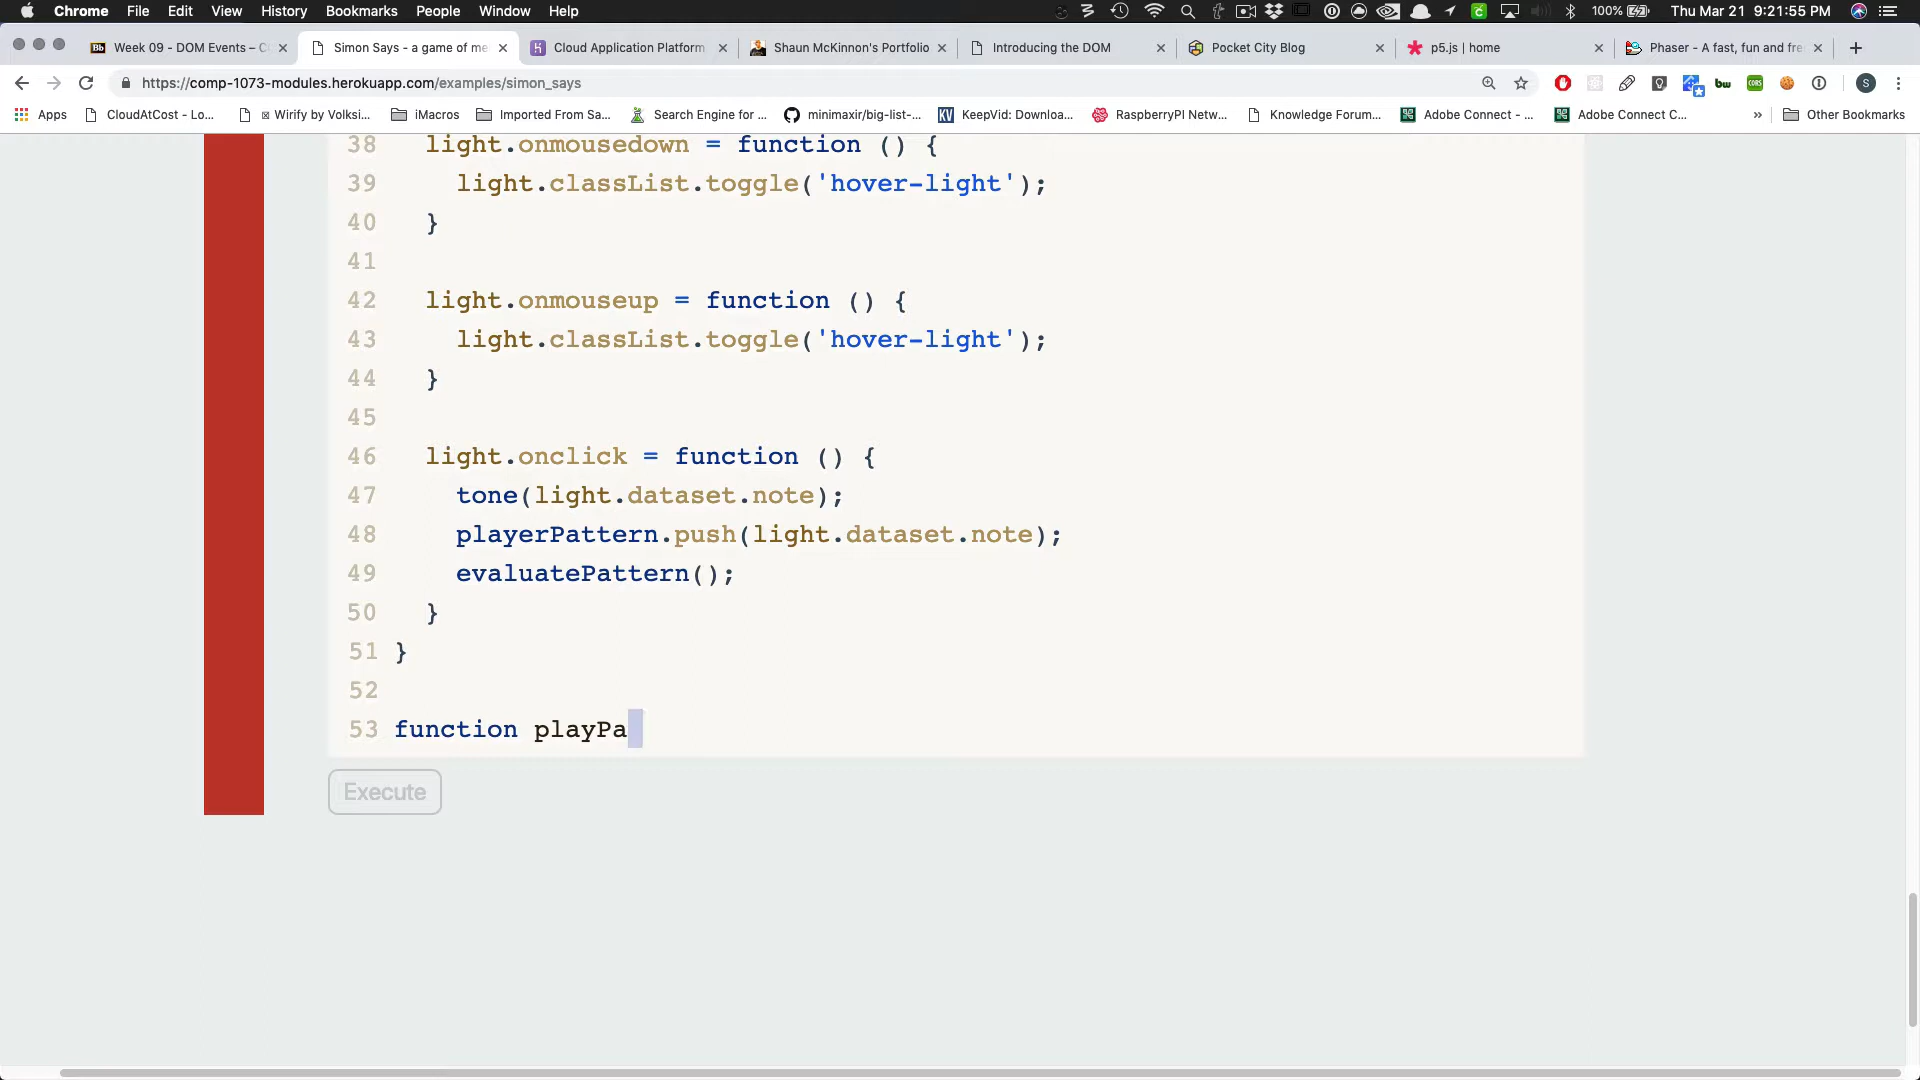 Chrome File Edit View History Bookmarks People Window Help 100% Thu Mar 21 9:21:55 PM
Bb Week 09 - DOM Events – C Simon Says - a game of me Cloud Application Platform Shaun McKinnon's Portfolio Introducing the DOM Pocket City Blog p5.js | home Phaser - A fast, fun and fre
https://comp-1073-modules.herokuapp.com/examples/simon_says
Apps CloudAtCost - Lo... Wirify by Volksi... iMacros Imported From Sa... Search Engine for ... minimaxir/big-list-... KV KeepVid: Downloa... RaspberryPI Netw... Knowledge Forum... Adobe Connect - ... Adobe Connect C... » Other Bookmarks
38 light.onmousedown = function () {
39 light.classList.toggle('hover-light');
40 }
41
42 light.onmouseup = function () {
43 light.classList.toggle('hover-light');
44 }
45
46 light.onclick = function () {
47 tone(light.dataset.note);
48 playerPattern.push(light.dataset.note);
49 evaluatePattern();
50 }
51 }
52
53 function playPa
Execute